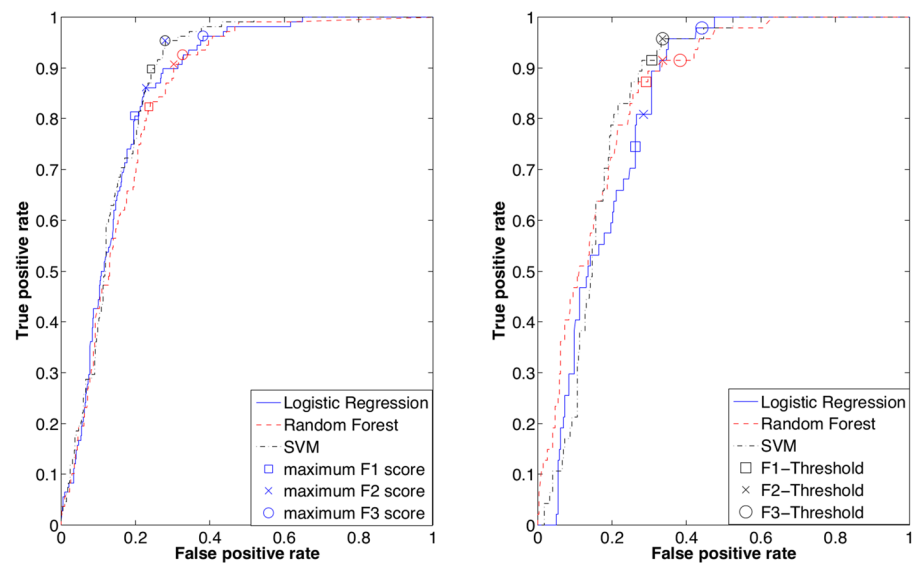 True positive rate
1
0.9
0.8
0.7
0.6
0.5
0.4
0.3
0.2
0.1
0
0 0.2 0.4 0.6 0.8 1
False positive rate
Logistic Regression
Random Forest
SVM
maximum F1 score
maximum F2 score
maximum F3 score
True positive rate
1
0.9
0.8
0.7
0.6
0.5
0.4
0.3
0.2
0.1
0
0 0.2 0.4 0.6 0.8 1
False positive rate
Logistic Regression
Random Forest
SVM
F1−Threshold
F2−Threshold
F3−Threshold